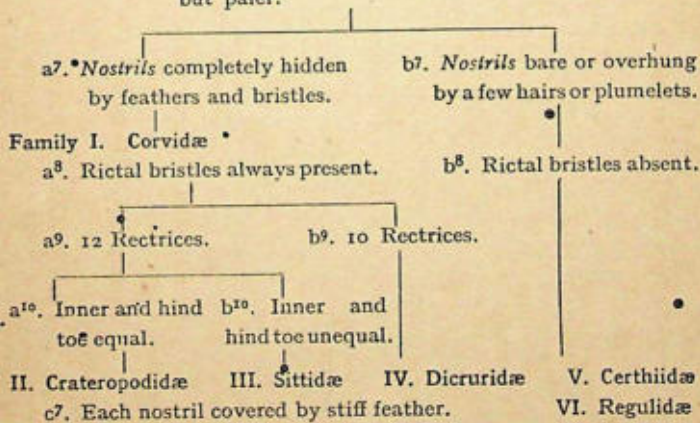 but paler.
a⁷. Nostrils completely hidden
by feathers and bristles.
b⁷. Nostrils bare or overhung
by a few hairs or plumelets.
Family I. Corvidæ
a⁸. Rictal bristles always present.
b⁸. Rictal bristles absent.
a⁹. 12 Rectrices.
b⁹. 10 Rectrices.
a¹⁰. Inner and hind
toe equal.
b¹⁰. Inner and
hind toe unequal.
II. Crateropodidæ III. Sittidæ IV. Dicruridæ V. Certhiidæ
c⁷. Each nostril covered by stiff feather. VI. Regulidæ